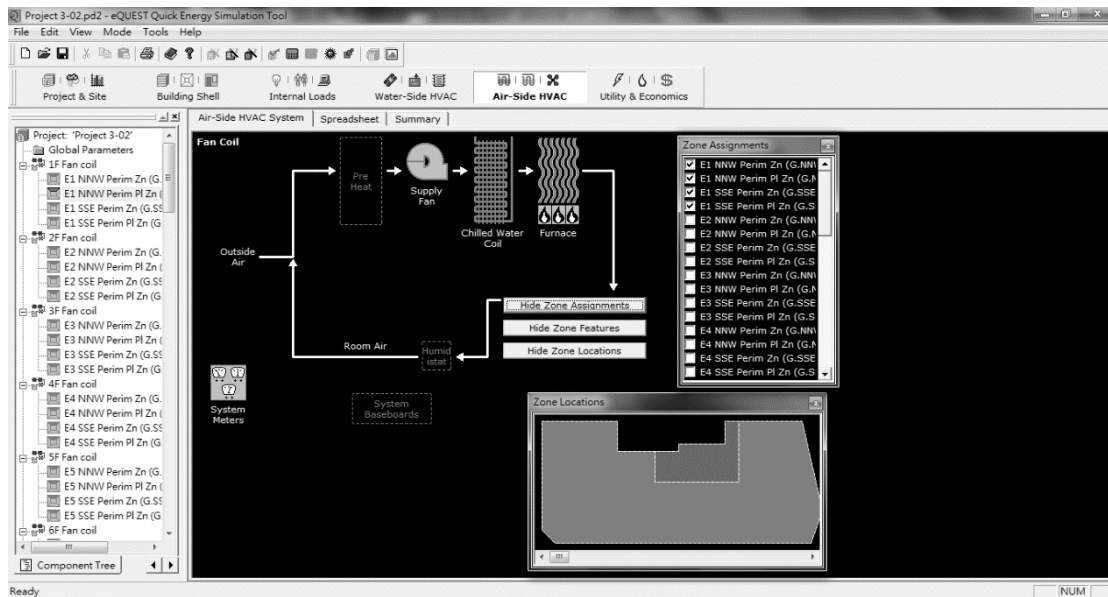 Project 3-02.pd2 - eQUEST Quick Energy Simulation Tool
File Edit View Mode Tools Help
Project & Site Building Shell Internal Loads Water-Side HVAC Air-Side HVAC Utility & Economics
Air-Side HVAC System Spreadsheet Summary
Project: 'Project 3-02'
Global Parameters
1F Fan coil
E1 NNW Perim Zn (G.
E1 NNW Perim Pl Zn (
E1 SSE Perim Zn (G.SS
E1 SSE Perim Pl Zn (G
2F Fan coil
E2 NNW Perim Zn (G.
E2 NNW Perim Pl Zn (
E2 SSE Perim Zn (G.SS
E2 SSE Perim Pl Zn (G
3F Fan coil
E3 NNW Perim Zn (G.
E3 NNW Perim Pl Zn (
E3 SSE Perim Zn (G.SS
E3 SSE Perim Pl Zn (G
4F Fan coil
E4 NNW Perim Zn (G.
E4 NNW Perim Pl Zn (
E4 SSE Perim Zn (G.SS
E4 SSE Perim Pl Zn (G
5F Fan coil
E5 NNW Perim Zn (G.
E5 NNW Perim Pl Zn (
E5 SSE Perim Zn (G.SS
E5 SSE Perim Pl Zn (G
6F Fan coil
Component Tree
Fan Coil
Pre
Heat
Supply
Fan
Chilled Water
Coil
Furnace
Outside
Air
Hide Zone Assignments
Hide Zone Features
Hide Zone Locations
Room Air
Humid
istat
System
Meters
System
Baseboards
Zone Assignments
E1 NNW Perim Zn (G.NNW
E1 NNW Perim Pl Zn (G.N
E1 SSE Perim Zn (G.SSE
E1 SSE Perim Pl Zn (G.S
E2 NNW Perim Zn (G.NNW
E2 NNW Perim Pl Zn (G.N
E2 SSE Perim Zn (G.SSE
E2 SSE Perim Pl Zn (G.S
E3 NNW Perim Zn (G.NNW
E3 NNW Perim Pl Zn (G.N
E3 SSE Perim Zn (G.SSE
E3 SSE Perim Pl Zn (G.S
E4 NNW Perim Zn (G.NNW
E4 NNW Perim Pl Zn (G.N
E4 SSE Perim Zn (G.SSE
E4 SSE Perim Pl Zn (G.S
Zone Locations
Ready
NUM